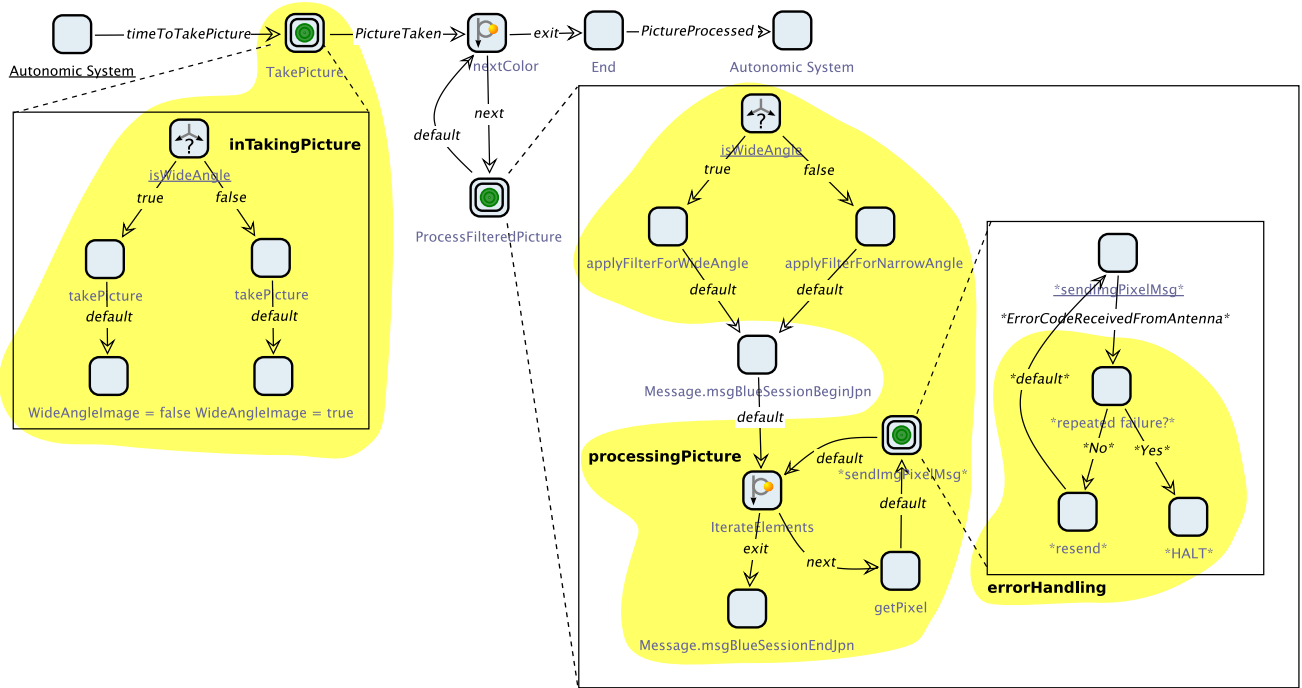 timeToTakePicture
PictureTaken
exit
PictureProcessed
Autonomic System
TakePicture
nextColor
End
Autonomic System
next
default
ProcessFilteredPicture
inTakingPicture
isWideAngle
true
false
takePicture
takePicture
default
default
WideAngleImage = false
WideAngleImage = true
isWideAngle
true
false
applyFilterForWideAngle
applyFilterForNarrowAngle
default
default
Message.msgBlueSessionBeginJpn
default
processingPicture
default
*sendImgPixelMsg*
IterateElements
default
exit
next
getPixel
Message.msgBlueSessionEndJpn
*sendImgPixelMsg*
*ErrorCodeReceivedFromAntenna*
*default*
*repeated failure?*
*No*
*Yes*
*resend*
*HALT*
errorHandling